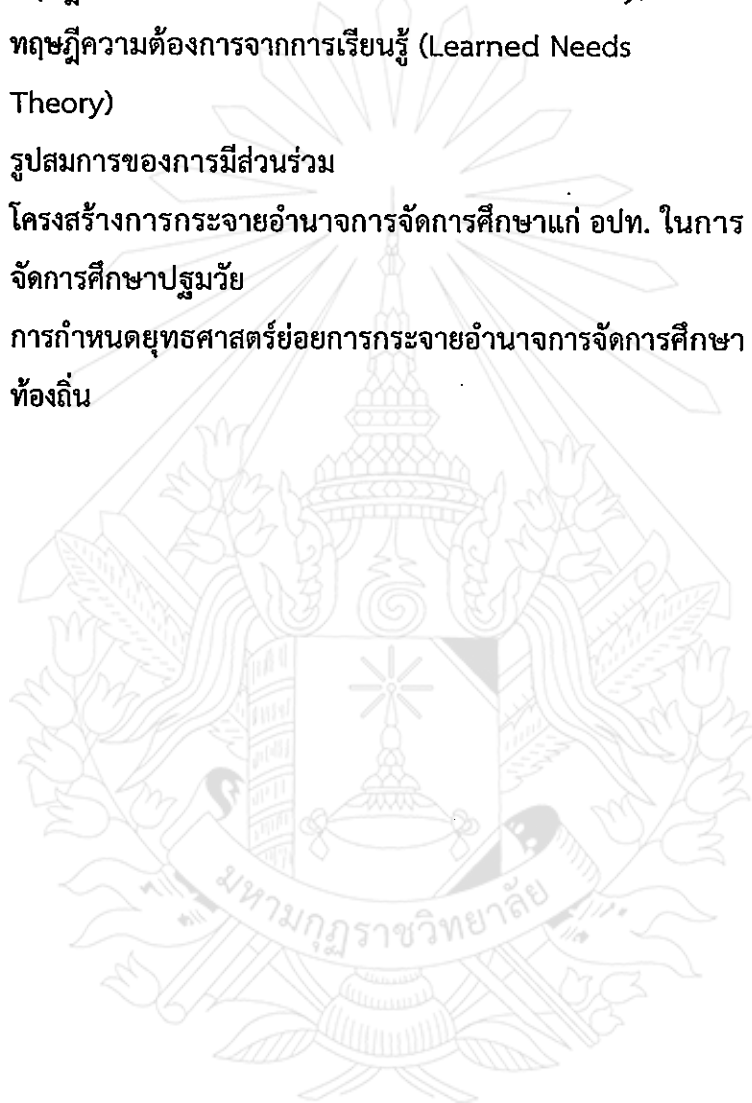 ทฤษฎีความต้องการจากการเรียนรู้ (Learned Needs
Theory)
รูปสมการของการมีส่วนร่วม
โครงสร้างการกระจายอำนาจการจัดการศึกษาแก่ อปท. ในการ
จัดการศึกษาปฐมวัย
การกำหนดยุทธศาสตร์ย่อยการกระจายอำนาจการจัดการศึกษา
ท้องถิ่น
มหามกุฏราชวิทยาลัย